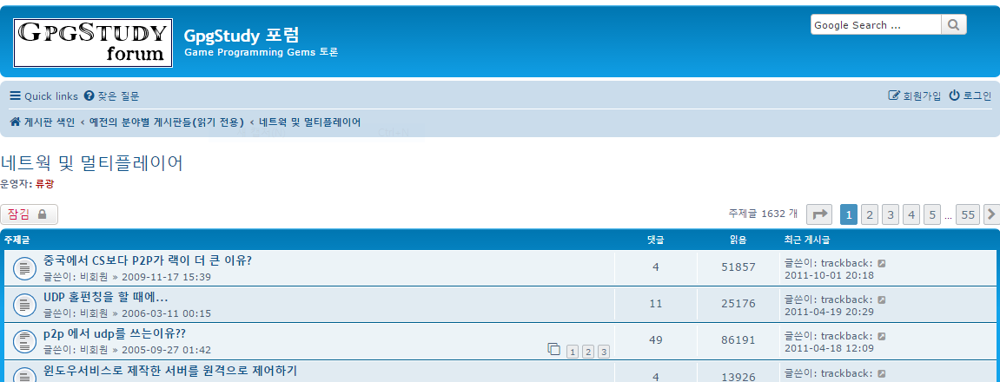 GPGSTUDY
forum
GpgStudy 포럼
Game Programming Gems 토론
Google Search ...
Quick links 잦은 질문
회원가입 로그인
게시판 색인 ‹ 예전의 분야별 게시판들(읽기 전용) ‹ 네트웍 및 멀티플레이어
네트웍 및 멀티플레이어
운영자: 류광
잠김
주제글 1632 개 1 2 3 4 5 ... 55
주제글 댓글 읽음 최근 게시글
중국에서 CS보다 P2P가 랙이 더 큰 이유?
글쓴이: 비회원 » 2009-11-17 15:39
4 51857
글쓴이: trackback:
2011-10-01 20:18
UDP 홀펀칭을 할 때에...
글쓴이: 비회원 » 2006-03-11 00:15
11 25176
글쓴이: trackback:
2011-04-19 20:29
p2p 에서 udp를 쓰는이유??
글쓴이: 비회원 » 2005-09-27 01:42
1 2 3
49 86191
글쓴이: trackback:
2011-04-18 12:09
윈도우서비스로 제작한 서버를 원격으로 제어하기
4 13926
글쓴이: trackback: